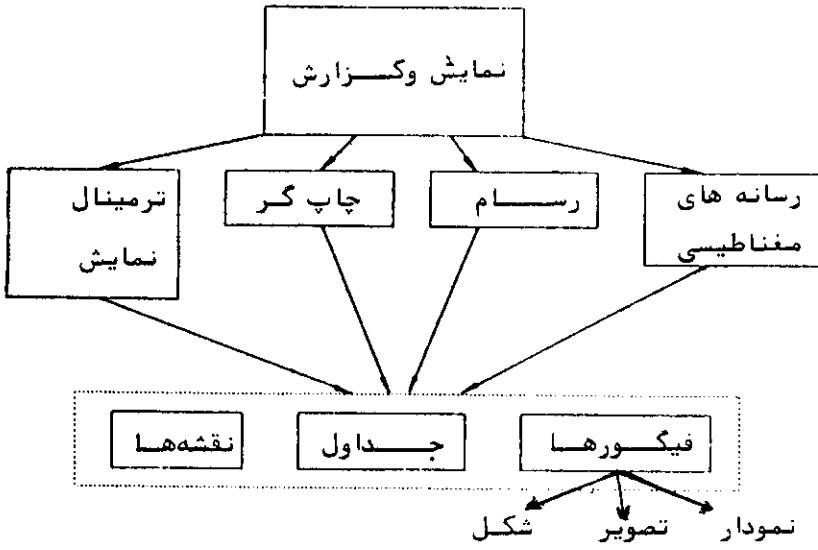 نمایش وگزارش
رسانه های
مغناطیسی
رسام
چاپ گر
ترمینال
نمایش
فیگورها
جداول
نقشه‌ها
نمودار
تصویر
شکل